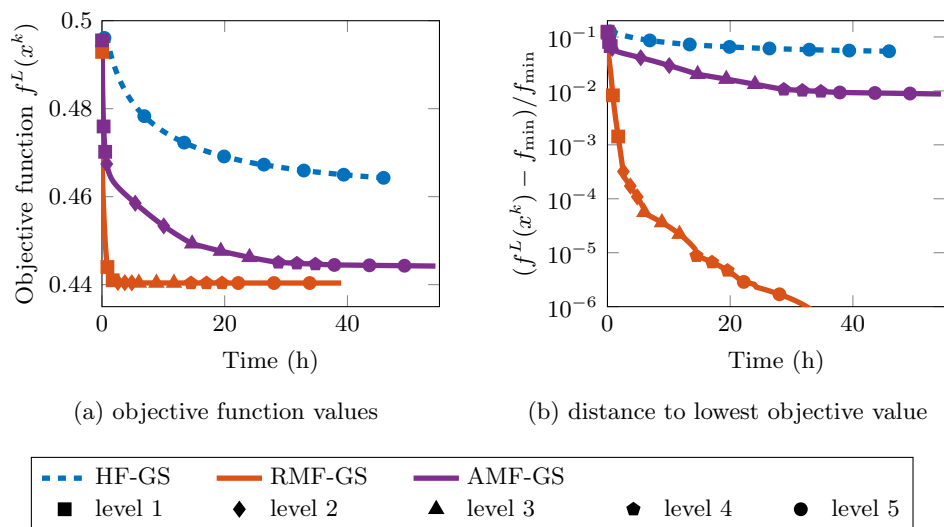 0.5
0.48
0.46
0.44
0
20
40
Objective function f^L(x^k)
Time (h)
(a) objective function values
10^−1
10^−2
10^−3
10^−4
10^−5
10^−6
0
20
40
(f^L(x^k) − f_min)/f_min
Time (h)
(b) distance to lowest objective value
HF-GS RMF-GS AMF-GS
level 1 level 2 level 3 level 4 level 5